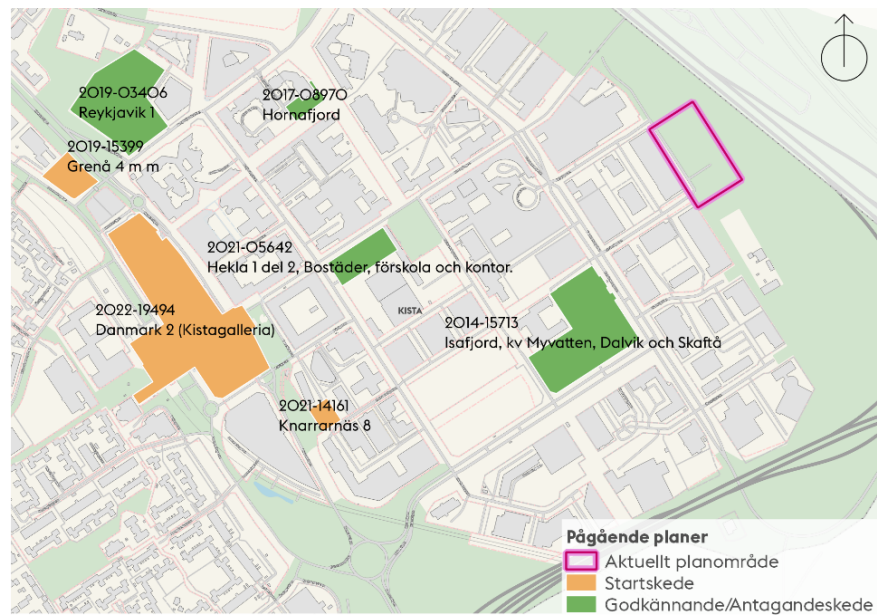 2019-03406
Reykjavik 1
2017-08970
Hornafjord
2019-15399
Grenå 4 m m
2021-05642
Hekla 1 del 2, Bostäder, förskola och kontor.
2022-19494
Danmark 2 (Kistagalleria)
KISTA
2014-15713
Isafjord, kv Myvatten, Dalvik och Skaftå
2021-14161
Knarrarnäs 8
Pågående planer
Aktuellt planområde
Startskede
Godkännande/Antagandeskede